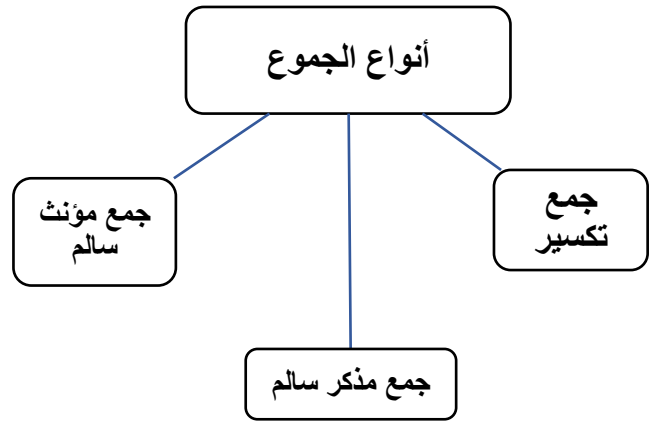 أنواع الجموع
جمع
تكسير
جمع مؤنث
سالم
جمع مذكر سالم